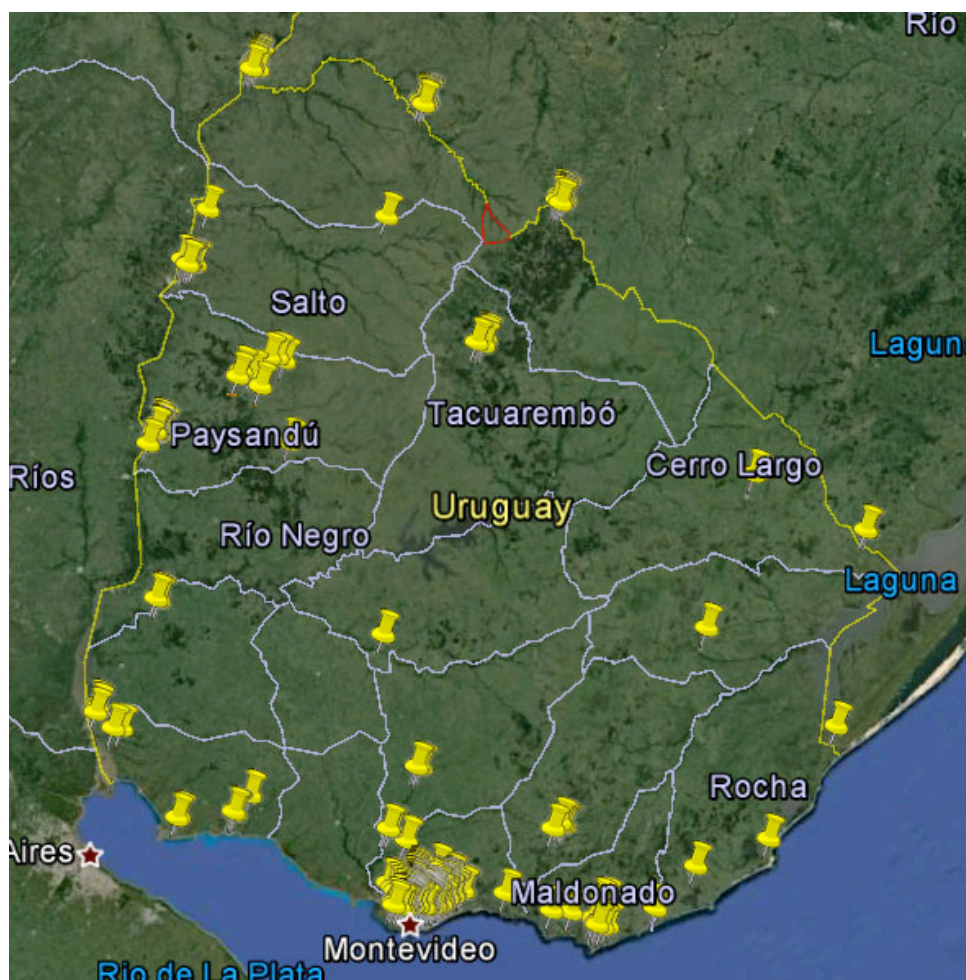 Río
Salto
Lagun
Tacuarembó
Paysandú
Cerro Largo
Ríos
Uruguay
Río Negro
Laguna
Rocha
Aires
Maldonado
Montevideo
Rio de La Plata